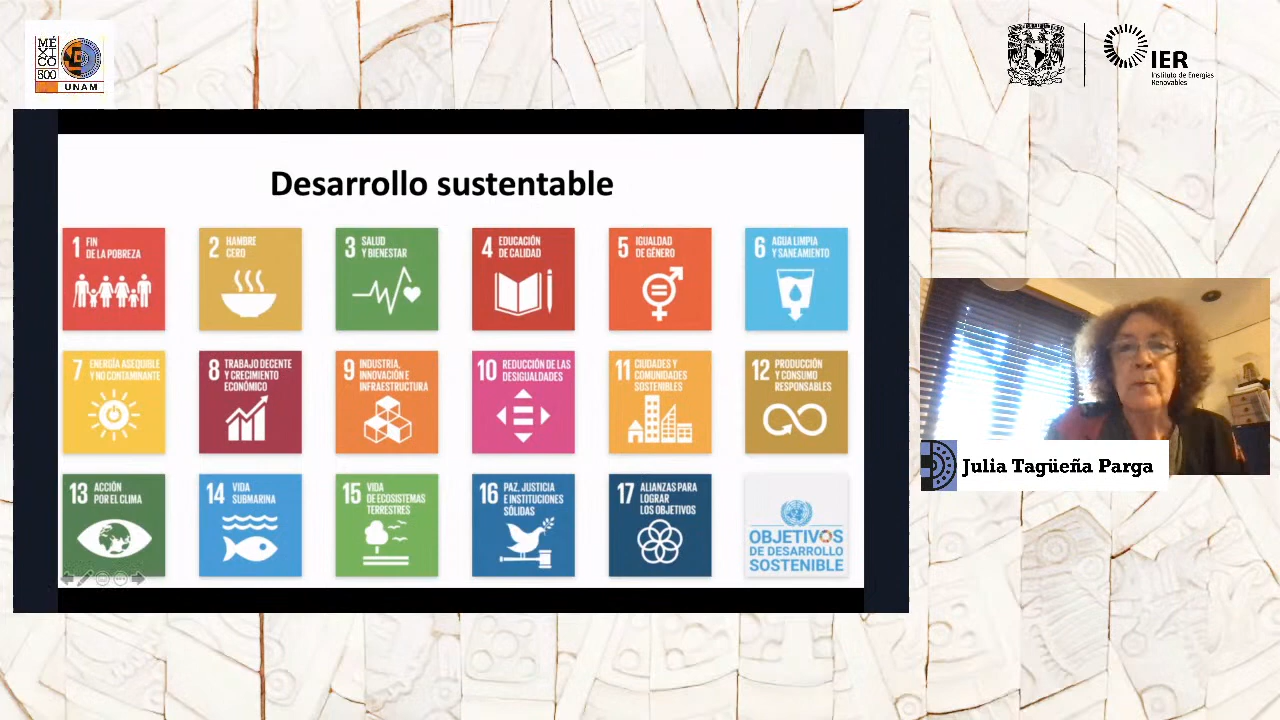 MÉ
XI
CO
500
UNAM
IER
Instituto de Energías
Renovables
Desarrollo sustentable
1 FIN
DE LA POBREZA
2 HAMBRE
CERO
3 SALUD
Y BIENESTAR
4 EDUCACIÓN
DE CALIDAD
5 IGUALDAD
DE GÉNERO
6 AGUA LIMPIA
Y SANEAMIENTO
7 ENERGÍA ASEQUIBLE
Y NO CONTAMINANTE
8 TRABAJO DECENTE
Y CRECIMIENTO
ECONÓMICO
9 INDUSTRIA,
INNOVACIÓN E
INFRAESTRUCTURA
10 REDUCCIÓN DE LAS
DESIGUALDADES
11 CIUDADES Y
COMUNIDADES
SOSTENIBLES
12 PRODUCCIÓN
Y CONSUMO
RESPONSABLES
13 ACCIÓN
POR EL CLIMA
14 VIDA
SUBMARINA
15 VIDA
DE ECOSISTEMAS
TERRESTRES
16 PAZ, JUSTICIA
E INSTITUCIONES
SÓLIDAS
17 ALIANZAS PARA
LOGRAR
LOS OBJETIVOS
OBJETIVOS
DE DESARROLLO
SOSTENIBLE
Julia Tagüeña Parga